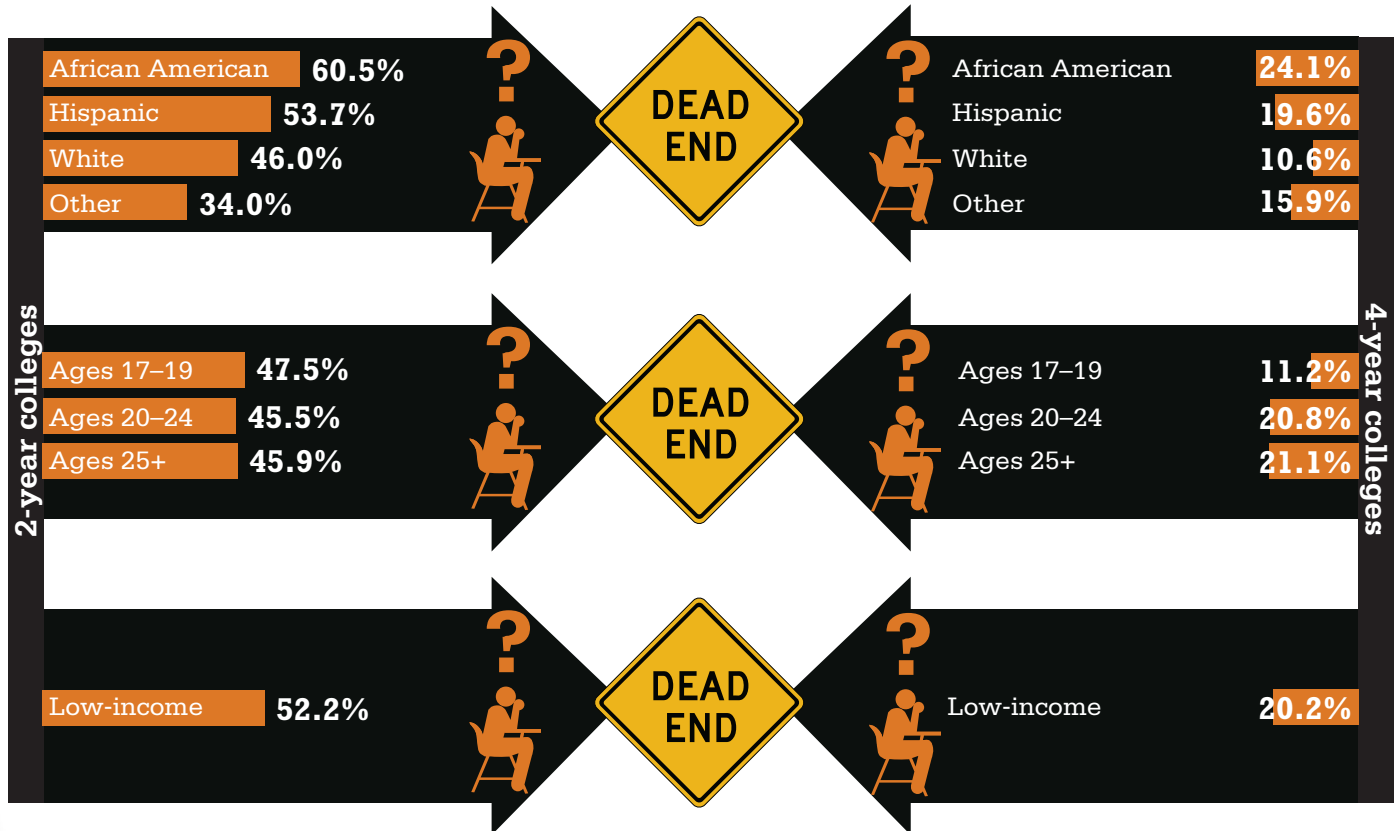 2-year colleges
African American 60.5%
Hispanic 53.7%
White 46.0%
Other 34.0%
?
DEAD
END
?
African American 24.1%
Hispanic 19.6%
White 10.6%
Other 15.9%
Ages 17–19 47.5%
Ages 20–24 45.5%
Ages 25+ 45.9%
?
DEAD
END
?
Ages 17–19 11.2%
Ages 20–24 20.8%
Ages 25+ 21.1%
Low-income 52.2%
?
DEAD
END
?
Low-income 20.2%
4-year colleges